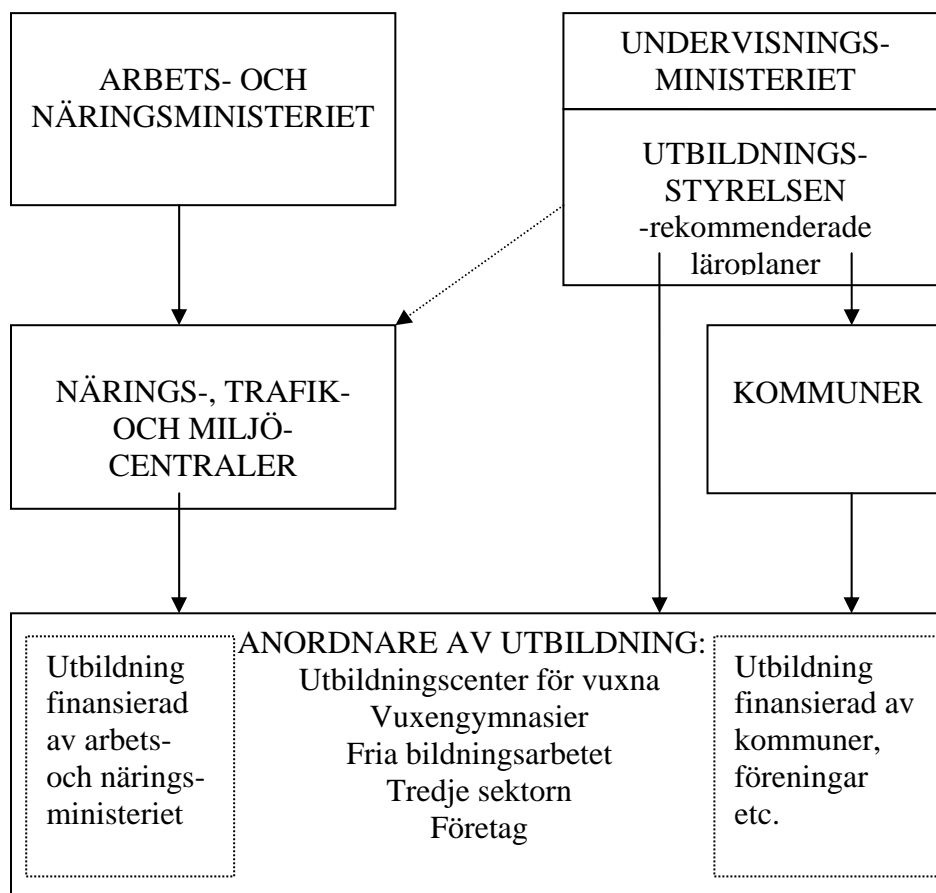 ARBETS- OCH
NÄRINGSMINISTERIET
UNDERVISNINGS-
MINISTERIET
UTBILDNINGS-
STYRELSEN
-rekommenderade
läroplaner
NÄRINGS-, TRAFIK-
OCH MILJÖ-
CENTRALER
KOMMUNER
ANORDNARE AV UTBILDNING:
Utbildningscenter för vuxna
Vuxengymnasier
Fria bildningsarbetet
Tredje sektorn
Företag
Utbildning
finansierad
av arbets-
och närings-
ministeriet
Utbildning
finansierad av
kommuner,
föreningar
etc.